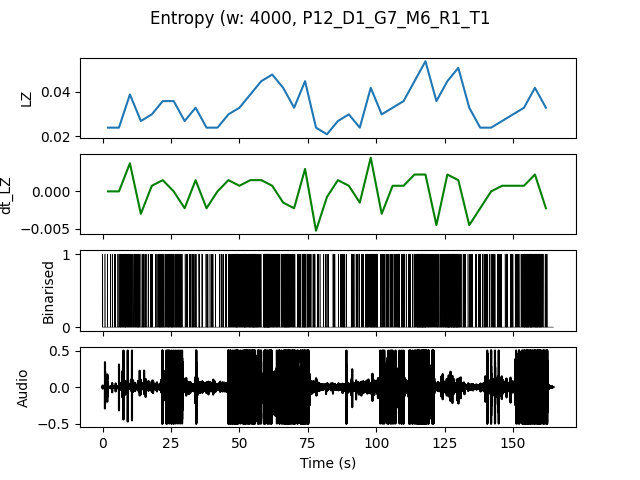 Entropy (w: 4000, P12_D1_G7_M6_R1_T1
LZ
0.04
0.02
dt_LZ
0.000
−0.005
Binarised
1
0
Audio
0.5
0.0
−0.5
0 25 50 75 100 125 150
Time (s)